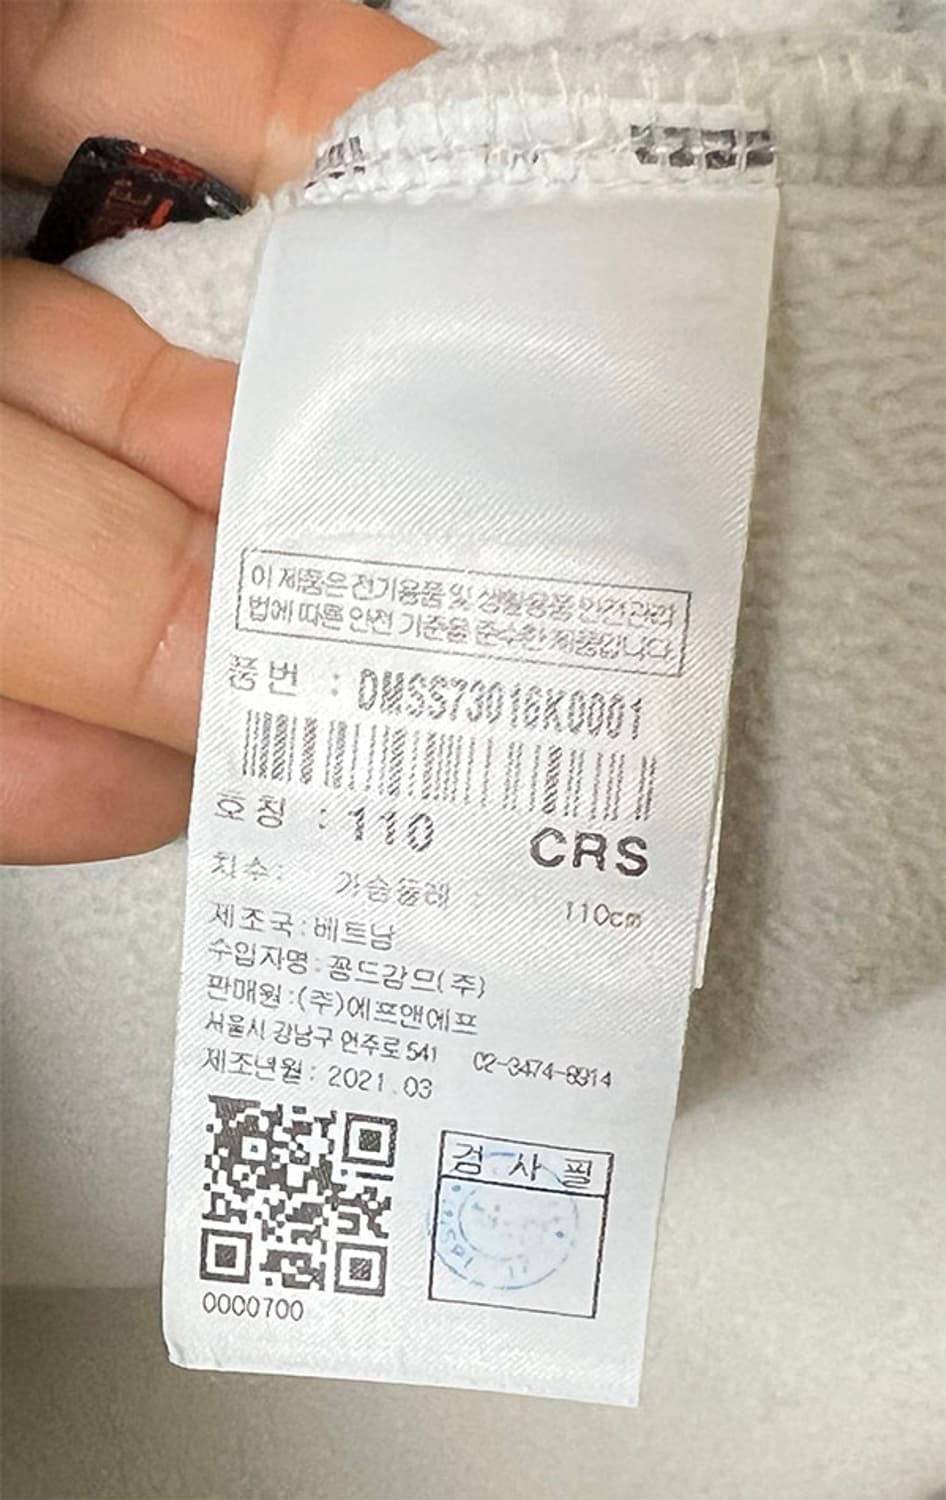 이 제품은 전기용품 및 생활용품 안전관리
법에 따른 안전 기준을 준수한 제품입니다.
품번 : DMSS73016K0001
호칭 : 110 CRS
치수: 가슴둘레 : 110cm
제조국:베트남
수입자명:꽁드감므(주)
판매원:(주)에프앤에프
서울시 강남구 언주로 541 02-3474-8914
제조년월: 2021.03
검사필
0000700